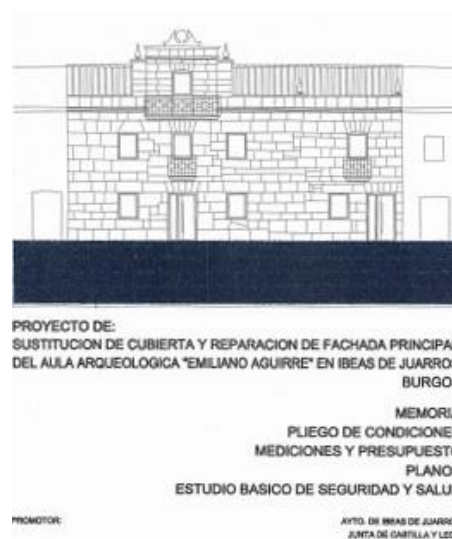 PROYECTO DE:
SUSTITUCION DE CUBIERTA Y REPARACION DE FACHADA PRINCIPA
DEL AULA ARQUEOLOGICA "EMILIANO AGUIRRE" EN IBEAS DE JUARRO
BURGO
MEMORI
PLIEGO DE CONDICIONE
MEDICIONES Y PRESUPUEST
PLANO
ESTUDIO BASICO DE SEGURIDAD Y SALU
PROMOTOR:
AYTO. DE IBEAS DE JUARRO
JUNTA DE CASTILLA Y LE